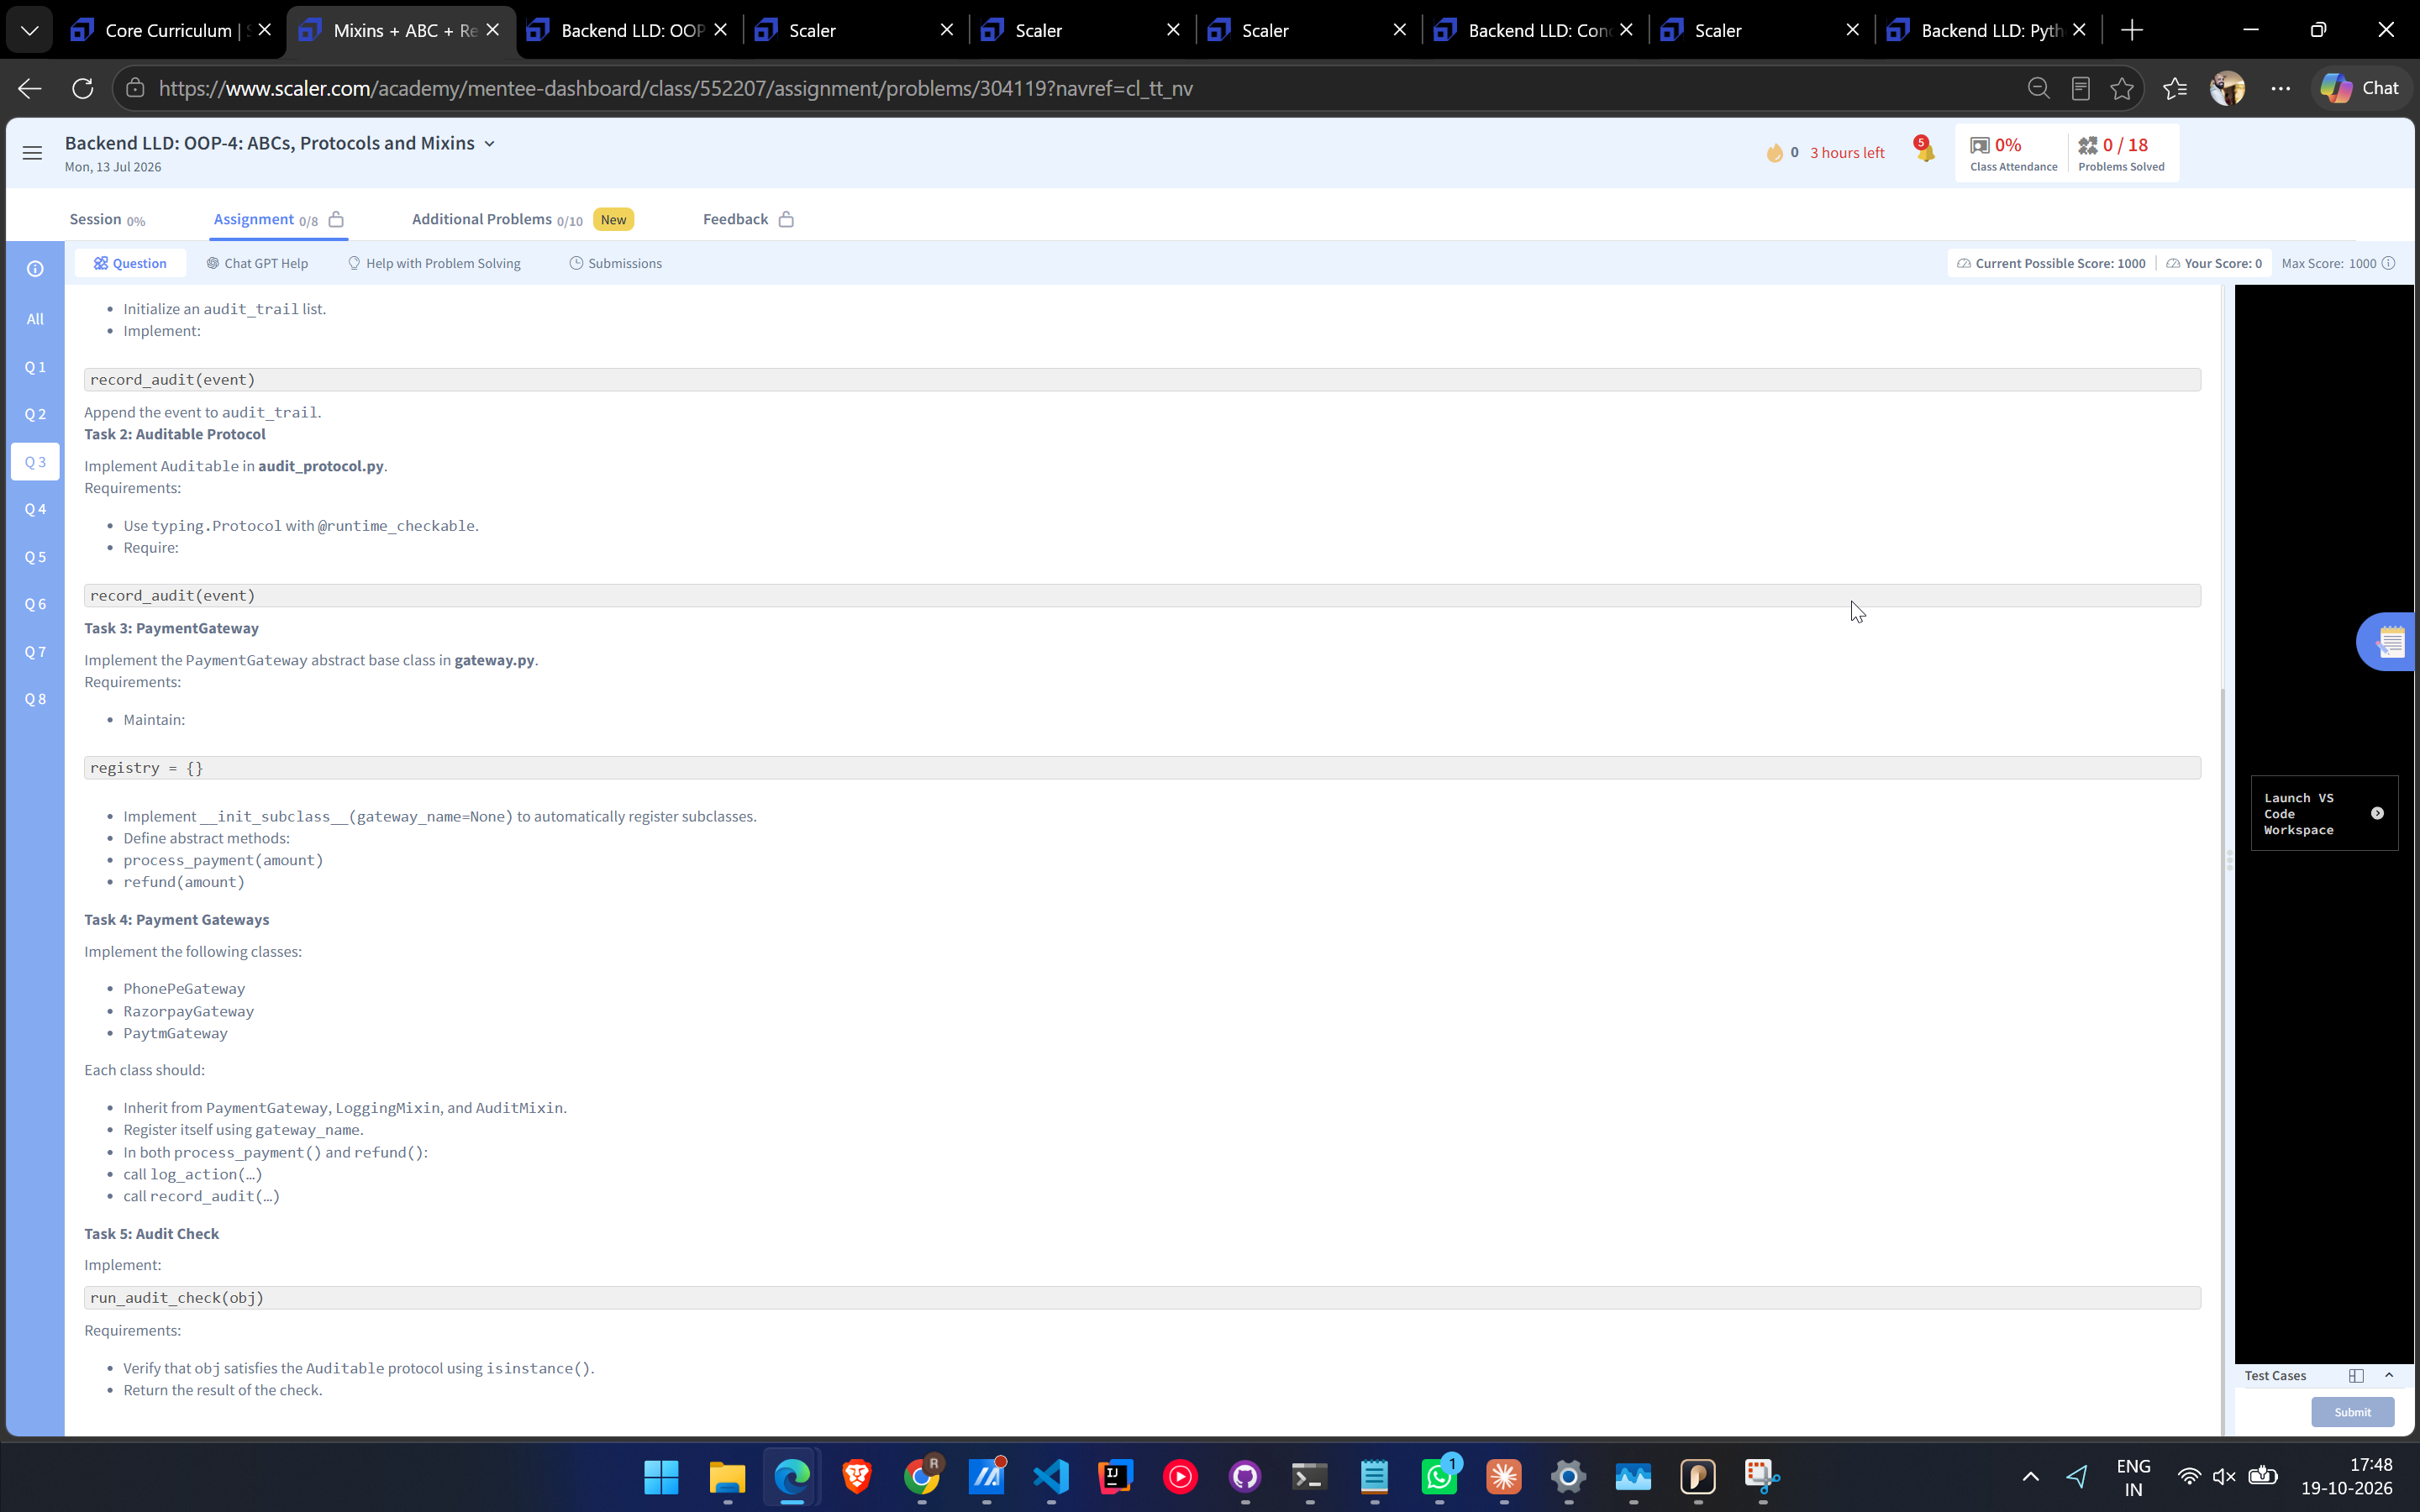 Core Curriculum |
Mixins + ABC + Re
Backend LLD: OOP
Scaler
Scaler
Scaler
Backend LLD: Con
Scaler
Backend LLD: Pyth
https://www.scaler.com/academy/mentee-dashboard/class/552207/assignment/problems/304119?navref=cl_tt_nv
Chat
Backend LLD: OOP-4: ABCs, Protocols and Mixins
Mon, 13 Jul 2026
0 3 hours left
5
0%
Class Attendance
0 / 18
Problems Solved
Session 0%
Assignment 0/8
Additional Problems 0/10 New
Feedback
Question
Chat GPT Help
Help with Problem Solving
Submissions
Current Possible Score: 1000
Your Score: 0
Max Score: 1000
All
Q 1
Q 2
Q 3
Q 4
Q 5
Q 6
Q 7
Q 8
• Initialize an audit_trail list.
• Implement:
record_audit(event)
Append the event to audit_trail.
Task 2: Auditable Protocol
Implement Auditable in audit_protocol.py.
Requirements:
• Use typing.Protocol with @runtime_checkable.
• Require:
record_audit(event)
Task 3: PaymentGateway
Implement the PaymentGateway abstract base class in gateway.py.
Requirements:
• Maintain:
registry = {}
• Implement __init_subclass__(gateway_name=None) to automatically register subclasses.
• Define abstract methods:
• process_payment(amount)
• refund(amount)
Task 4: Payment Gateways
Implement the following classes:
• PhonePeGateway
• RazorpayGateway
• PaytmGateway
Each class should:
• Inherit from PaymentGateway, LoggingMixin, and AuditMixin.
• Register itself using gateway_name.
• In both process_payment() and refund():
• call log_action(…)
• call record_audit(…)
Task 5: Audit Check
Implement:
run_audit_check(obj)
Requirements:
• Verify that obj satisfies the Auditable protocol using isinstance().
• Return the result of the check.
Launch VS
Code
Workspace
Test Cases
Submit
R
IJ
1
ENG
IN
17:48
19-10-2026